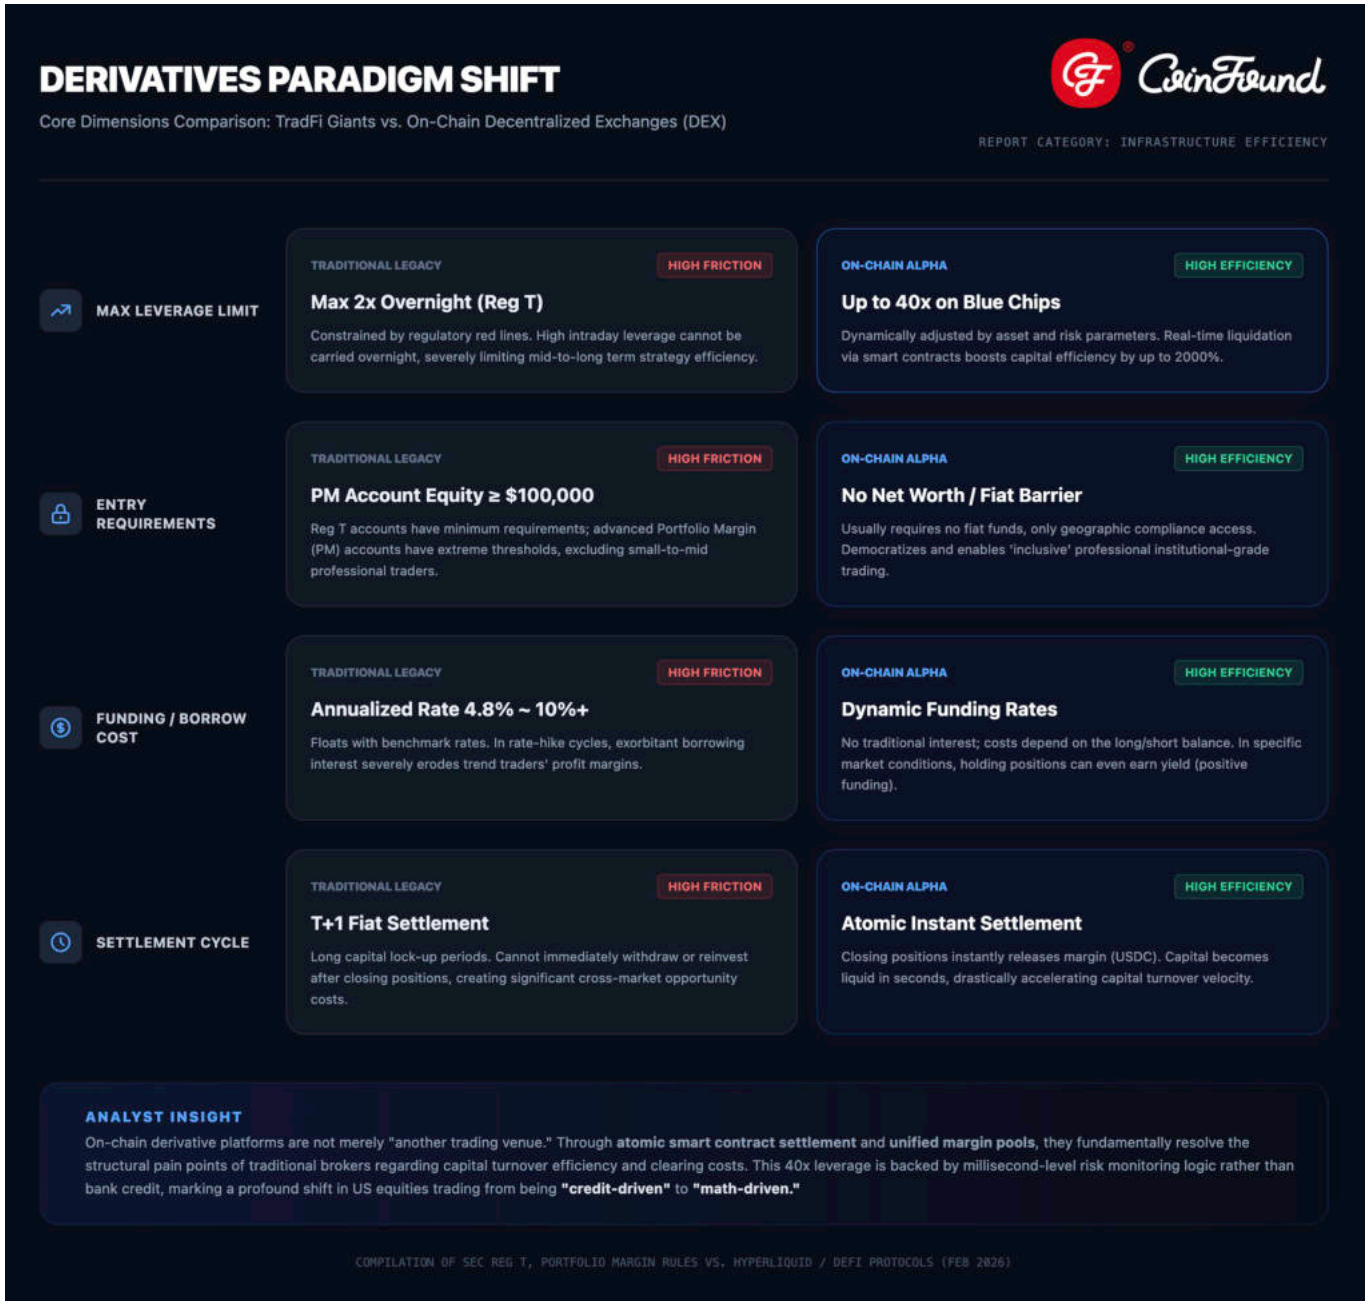 DERIVATIVES PARADIGM SHIFT
Core Dimensions Comparison: TradFi Giants vs. On-Chain Decentralized Exchanges (DEX)
GF ® CoinFound
REPORT CATEGORY: INFRASTRUCTURE EFFICIENCY
MAX LEVERAGE LIMIT
TRADITIONAL LEGACY
HIGH FRICTION
Max 2x Overnight (Reg T)
Constrained by regulatory red lines. High intraday leverage cannot be
carried overnight, severely limiting mid-to-long term strategy efficiency.
ON-CHAIN ALPHA
HIGH EFFICIENCY
Up to 40x on Blue Chips
Dynamically adjusted by asset and risk parameters. Real-time liquidation
via smart contracts boosts capital efficiency by up to 2000%.
ENTRY
REQUIREMENTS
TRADITIONAL LEGACY
HIGH FRICTION
PM Account Equity ≥ $100,000
Reg T accounts have minimum requirements; advanced Portfolio Margin
(PM) accounts have extreme thresholds, excluding small-to-mid
professional traders.
ON-CHAIN ALPHA
HIGH EFFICIENCY
No Net Worth / Fiat Barrier
Usually requires no fiat funds, only geographic compliance access.
Democratizes and enables 'inclusive' professional institutional-grade
trading.
FUNDING / BORROW
COST
TRADITIONAL LEGACY
HIGH FRICTION
Annualized Rate 4.8% ~ 10%+
Floats with benchmark rates. In rate-hike cycles, exorbitant borrowing
interest severely erodes trend traders' profit margins.
ON-CHAIN ALPHA
HIGH EFFICIENCY
Dynamic Funding Rates
No traditional interest; costs depend on the long/short balance. In specific
market conditions, holding positions can even earn yield (positive
funding).
SETTLEMENT CYCLE
TRADITIONAL LEGACY
HIGH FRICTION
T+1 Fiat Settlement
Long capital lock-up periods. Cannot immediately withdraw or reinvest
after closing positions, creating significant cross-market opportunity
costs.
ON-CHAIN ALPHA
HIGH EFFICIENCY
Atomic Instant Settlement
Closing positions instantly releases margin (USDC). Capital becomes
liquid in seconds, drastically accelerating capital turnover velocity.
ANALYST INSIGHT
On-chain derivative platforms are not merely "another trading venue." Through atomic smart contract settlement and unified margin pools, they fundamentally resolve the
structural pain points of traditional brokers regarding capital turnover efficiency and clearing costs. This 40x leverage is backed by millisecond-level risk monitoring logic rather than
bank credit, marking a profound shift in US equities trading from being "credit-driven" to "math-driven."
COMPILATION OF SEC REG T, PORTFOLIO MARGIN RULES VS. HYPERLIQUID / DEFI PROTOCOLS (FEB 2026)